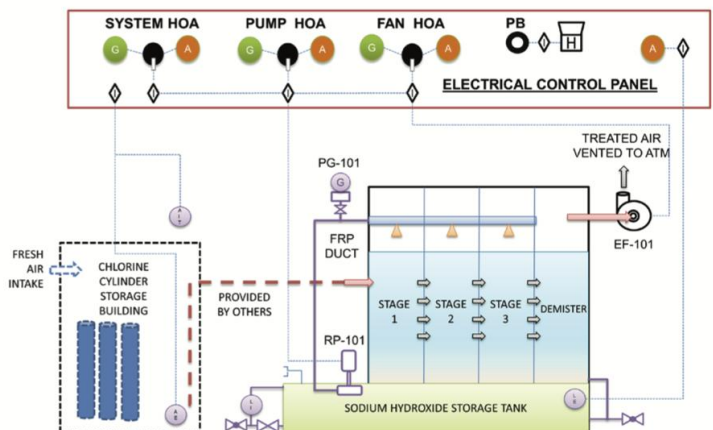 SYSTEM HOA
PUMP HOA
FAN HOA
PB
G
A
G
A
G
A
H
A
ELECTRICAL CONTROL PANEL
TREATED AIR
VENTED TO ATM
PG-101
G
EF-101
FRESH
AIR
INTAKE
CHLORINE
CYLINDER
STORAGE
BUILDING
FRP
DUCT
PROVIDED
BY OTHERS
STAGE
1
STAGE
2
STAGE
3
DEMISTER
RP-101
SODIUM HYDROXIDE STORAGE TANK